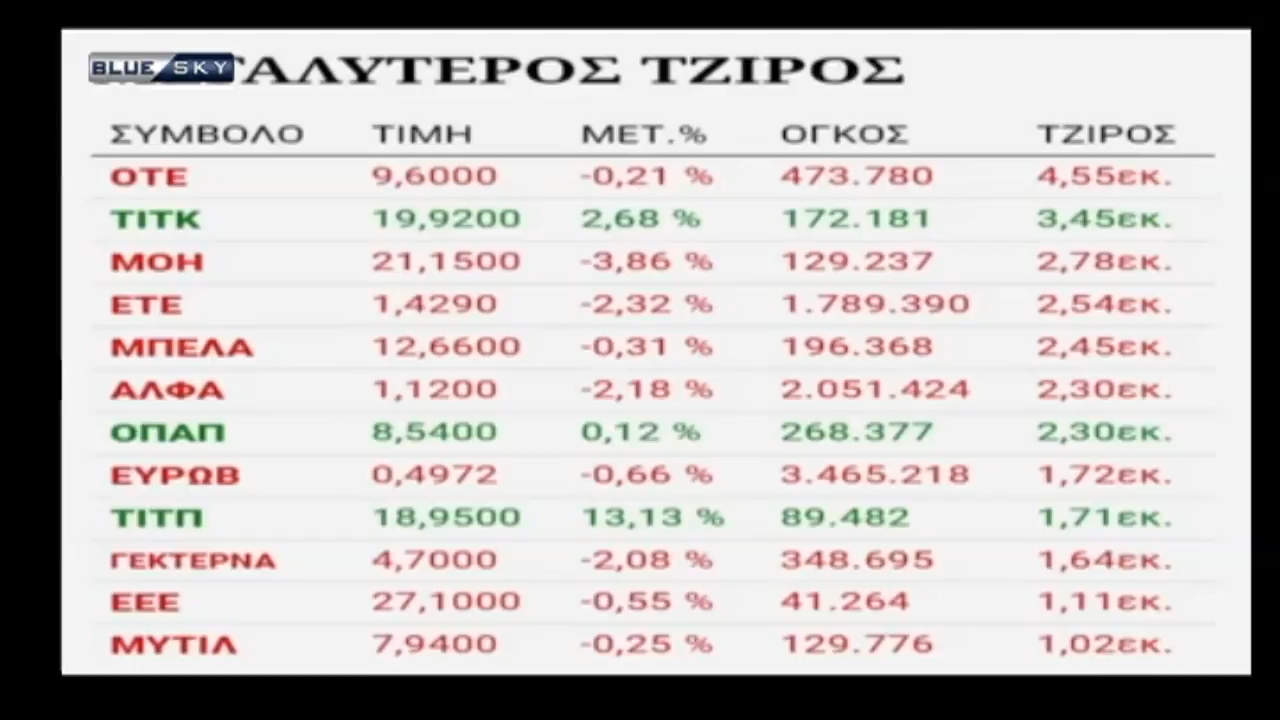 BLUE SKY ΓΑΛΥΤΕΡΟΣ ΤΖΙΡΟΣ
ΣΥΜΒΟΛΟ ΤΙΜΗ ΜΕΤ.% ΟΓΚΟΣ ΤΖΙΡΟΣ
ΟΤΕ 9,6000 -0,21 % 473.780 4,55εκ.
ΤΙΤΚ 19,9200 2,68 % 172.181 3,45εκ.
ΜΟΗ 21,1500 -3,86 % 129.237 2,78εκ.
ΕΤΕ 1,4290 -2,32 % 1.789.390 2,54εκ.
ΜΠΕΛΑ 12,6600 -0,31 % 196.368 2,45εκ.
ΑΛΦΑ 1,1200 -2,18 % 2.051.424 2,30εκ.
ΟΠΑΠ 8,5400 0,12 % 268.377 2,30εκ.
ΕΥΡΩΒ 0,4972 -0,66 % 3.465.218 1,72εκ.
ΤΙΤΠ 18,9500 13,13 % 89.482 1,71εκ.
ΓΕΚΤΕΡΝΑ 4,7000 -2,08 % 348.695 1,64εκ.
ΕΕΕ 27,1000 -0,55 % 41.264 1,11εκ.
ΜΥΤΙΛ 7,9400 -0,25 % 129.776 1,02εκ.